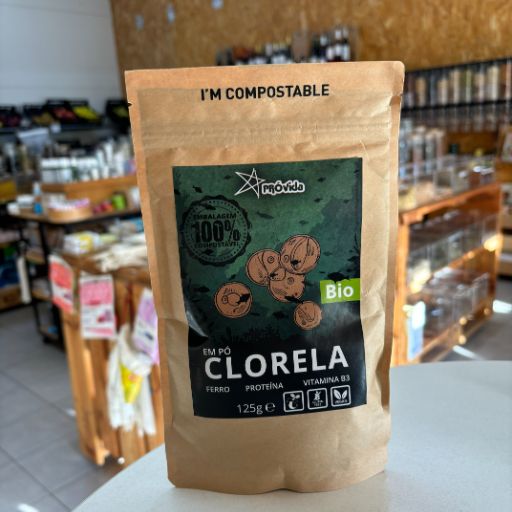 I'M COMPOSTABLE
PRÓVida
EMBALAGEM
100%
COMPOSTÁVEL
Bio
EM PÓ
CLORELA
FERRO PROTEÍNA VITAMINA B3
125g e